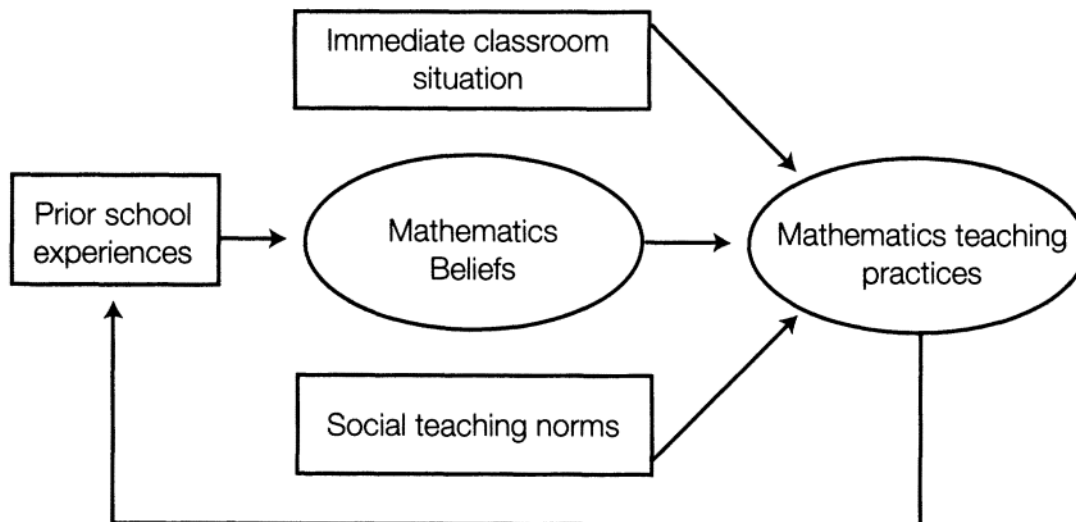 Immediate classroom
situation
Prior school
experiences
Mathematics
Beliefs
Mathematics teaching
practices
Social teaching norms